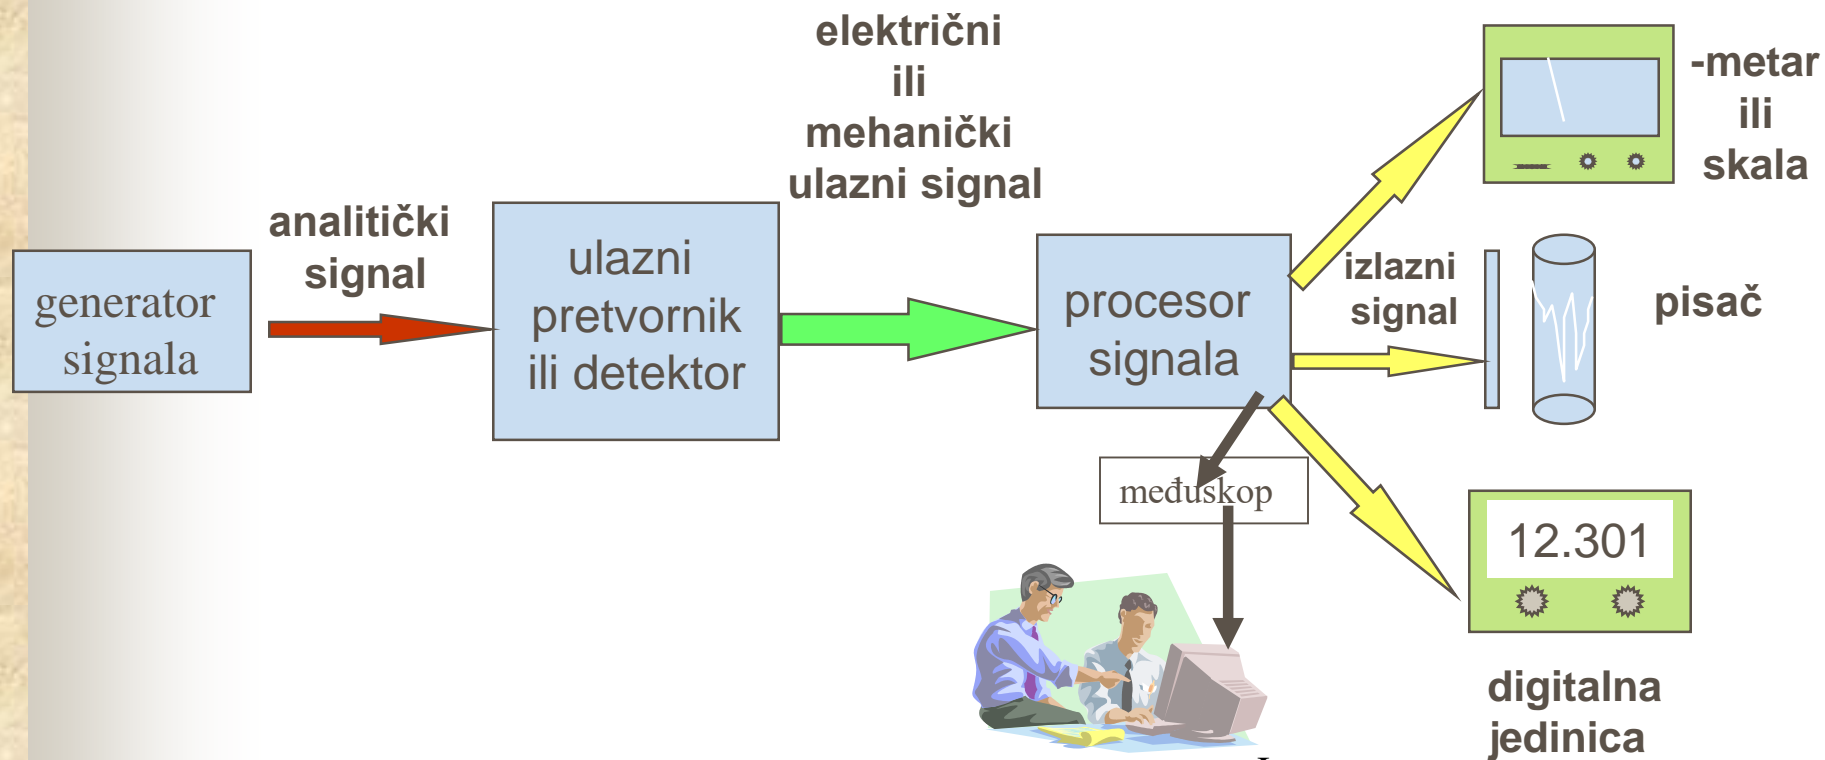 generator
signala
analitički
signal
ulazni
pretvornik
ili detektor
električni
ili
mehanički
ulazni signal
procesor
signala
međuskop
izlazni
signal
-metar
ili
skala
pisač
12.301
digitalna
jedinica